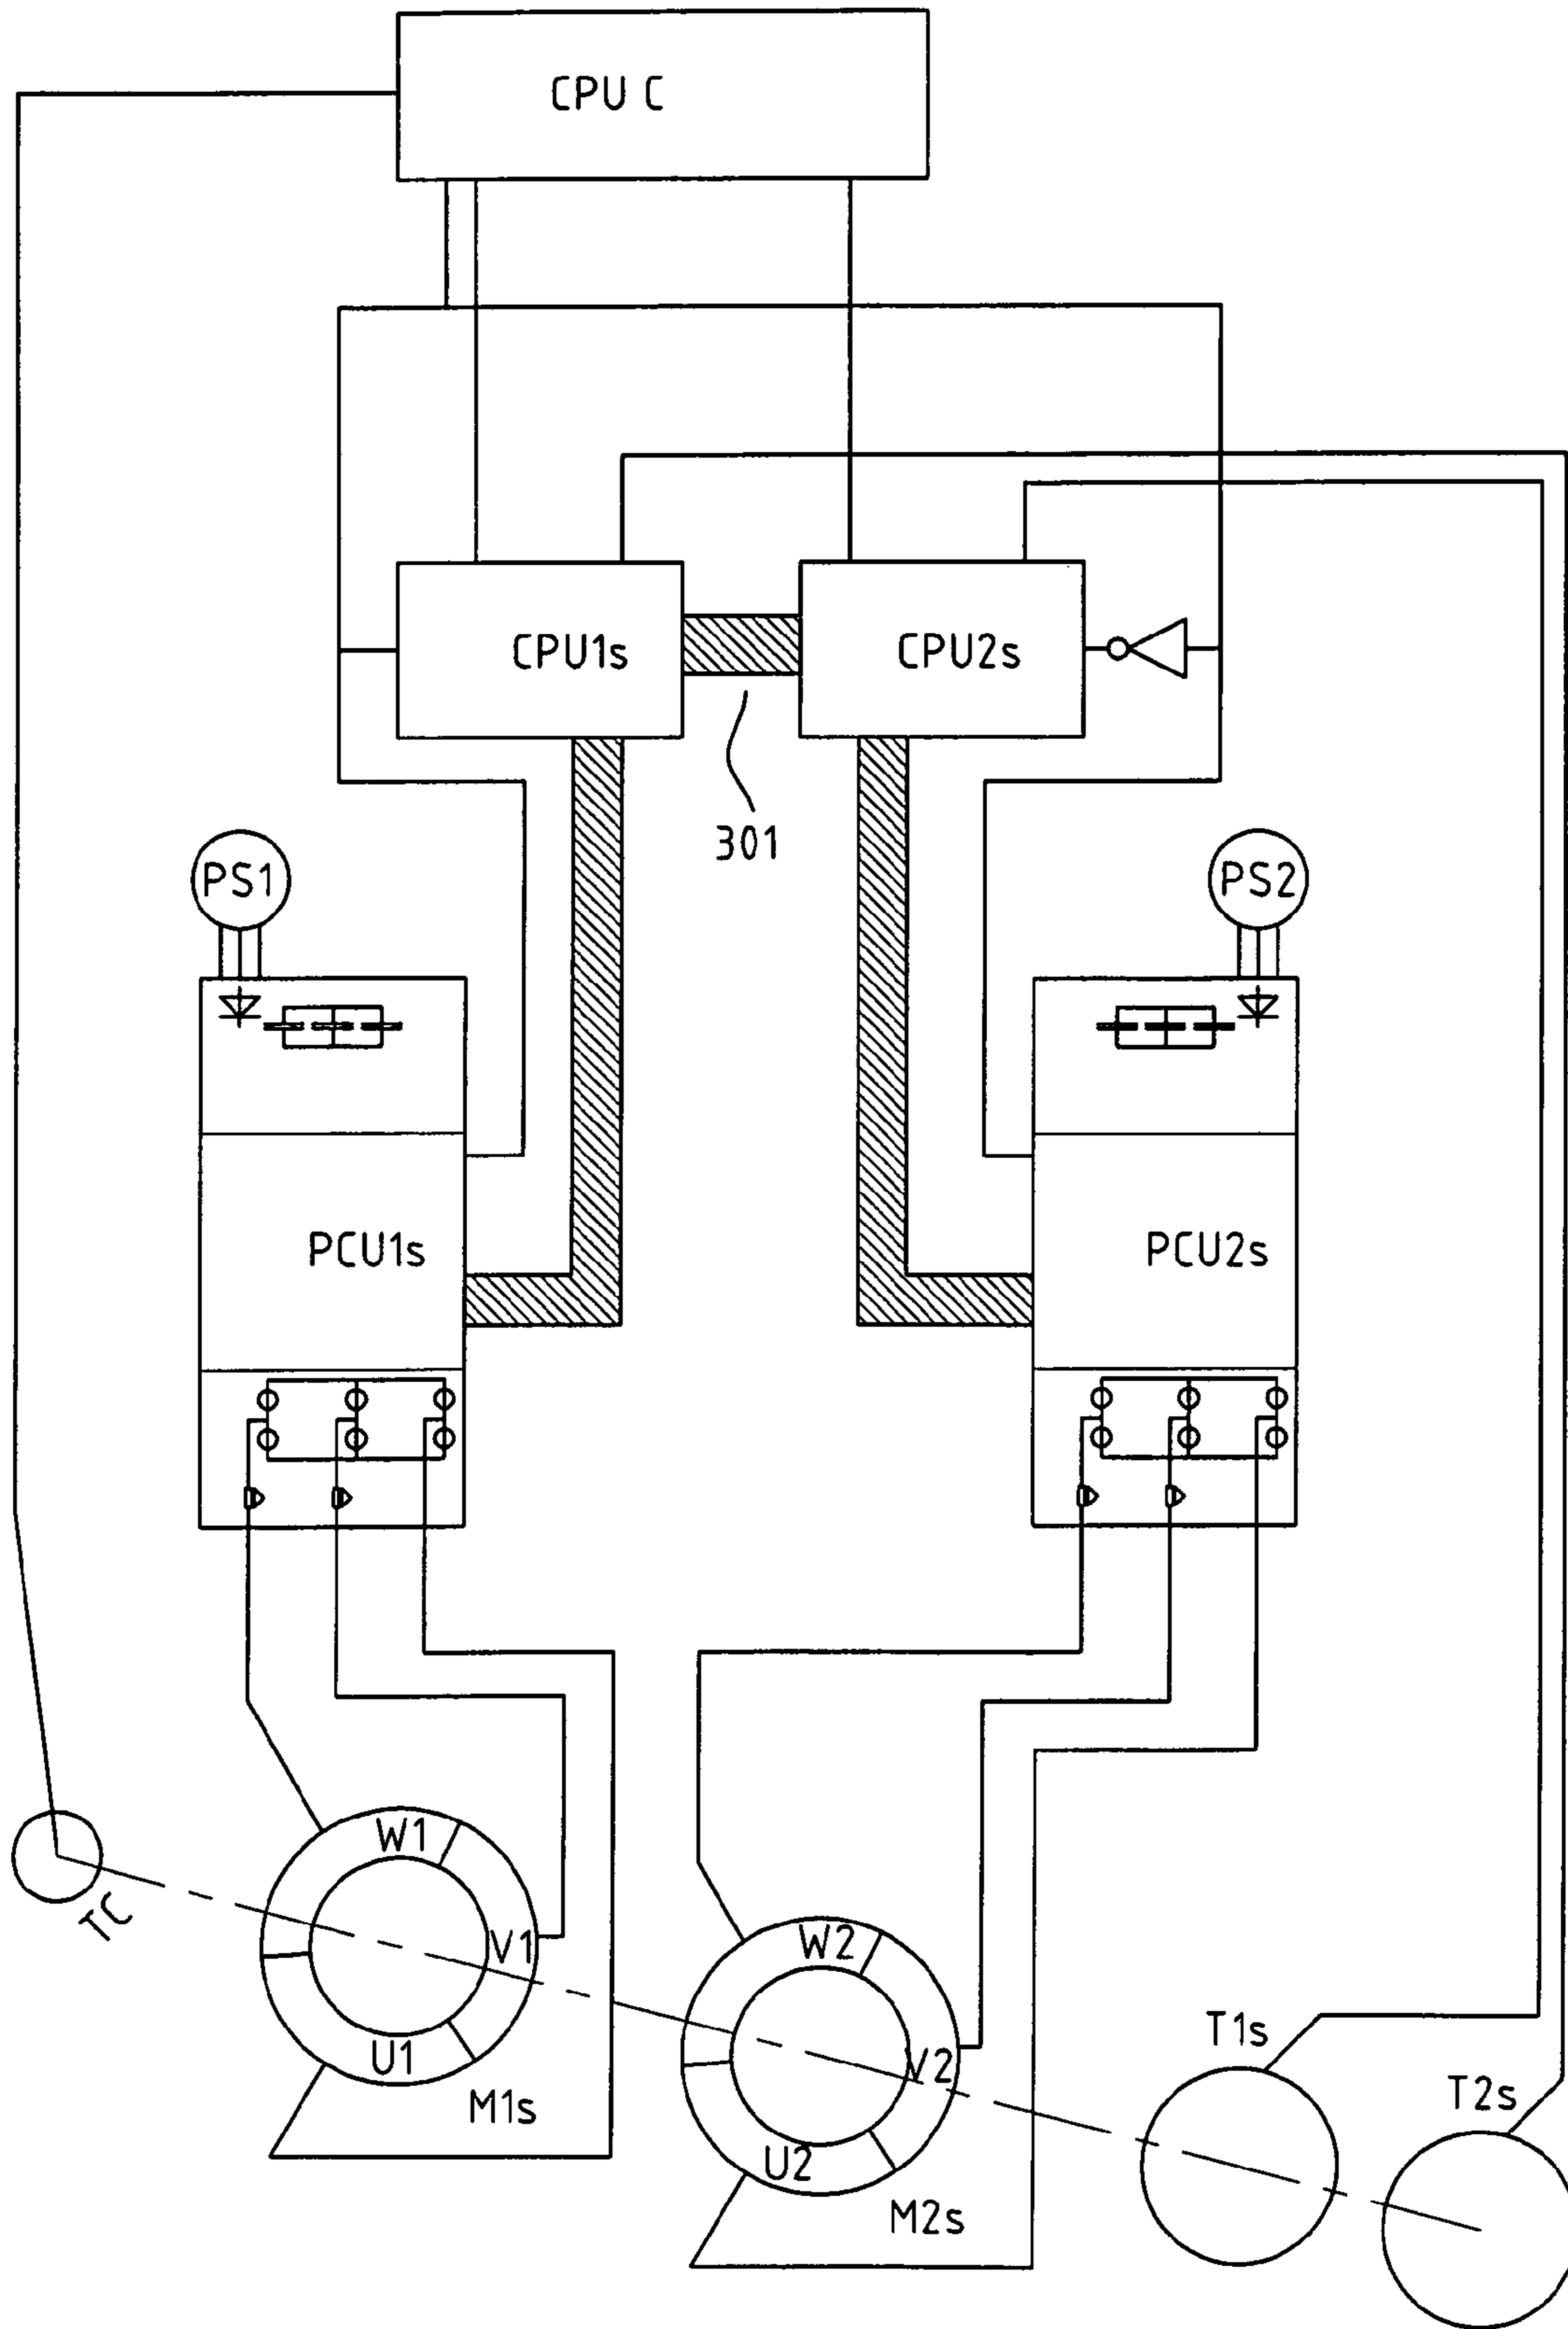 CPU C
CPU1s
CPU2s
301
PS1
PS2
PCU1s
PCU2s
W1
V1
U1
M1s
TC
W2
V2
U2
M2s
T1s
T2s